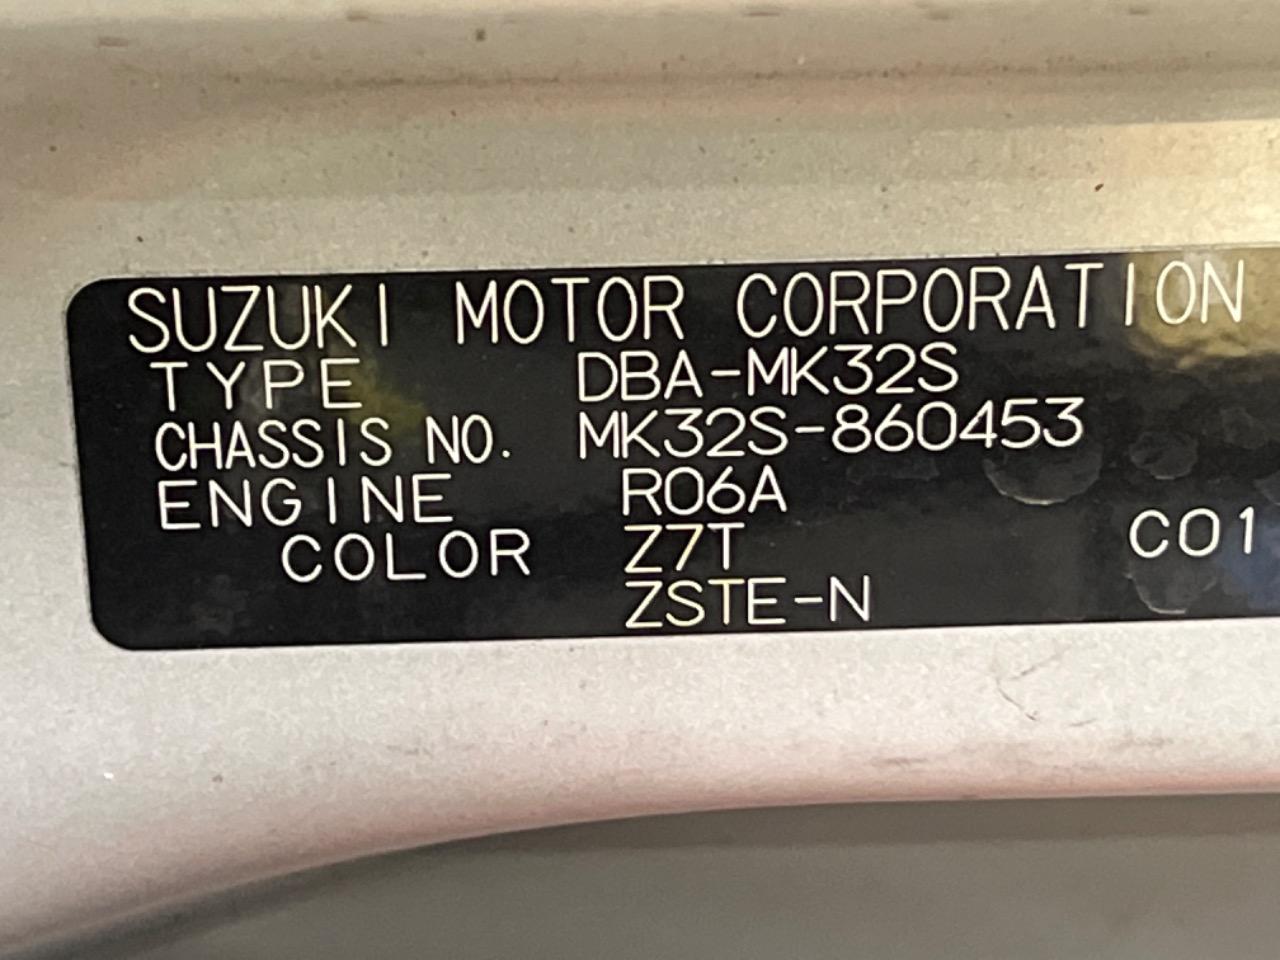 SUZUKI MOTOR CORPORATION
TYPE DBA-MK32S
CHASSIS NO. MK32S-860453
ENGINE R06A
COLOR Z7T C01
ZSTE-N